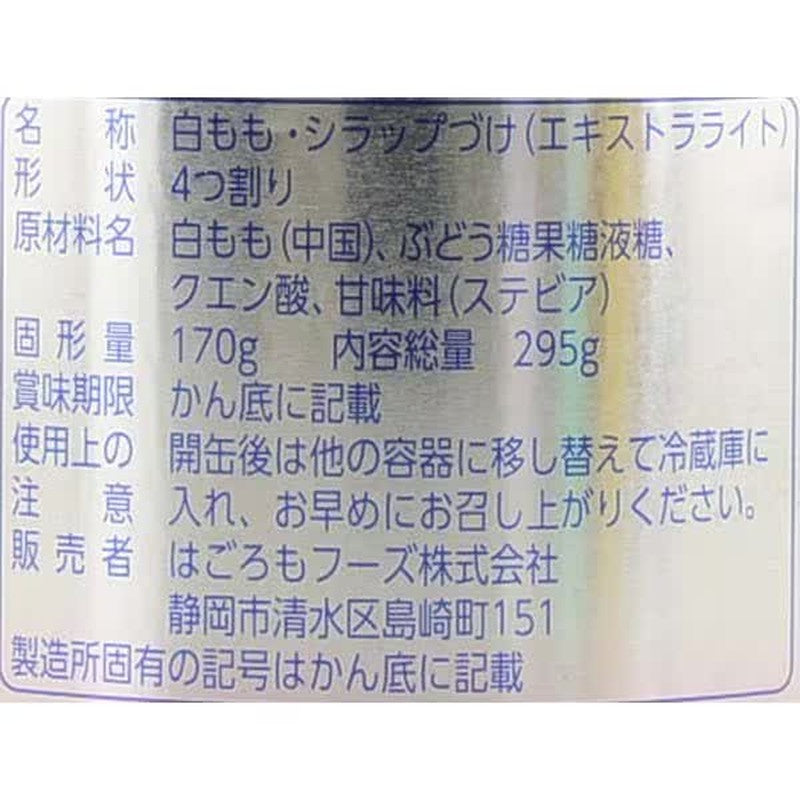 名称 白もも・シラップづけ(エキストラライト)
形状 4つ割り
原材料名 白もも(中国)、ぶどう糖果糖液糖、
クエン酸、甘味料(ステビア)
固形量 170g 内容総量 295g
賞味期限 かん底に記載
使用上の 開缶後は他の容器に移し替えて冷蔵庫に
注意 入れ、お早めにお召し上がりください。
販売者 はごろもフーズ株式会社
静岡市清水区島崎町151
製造所固有の記号はかん底に記載